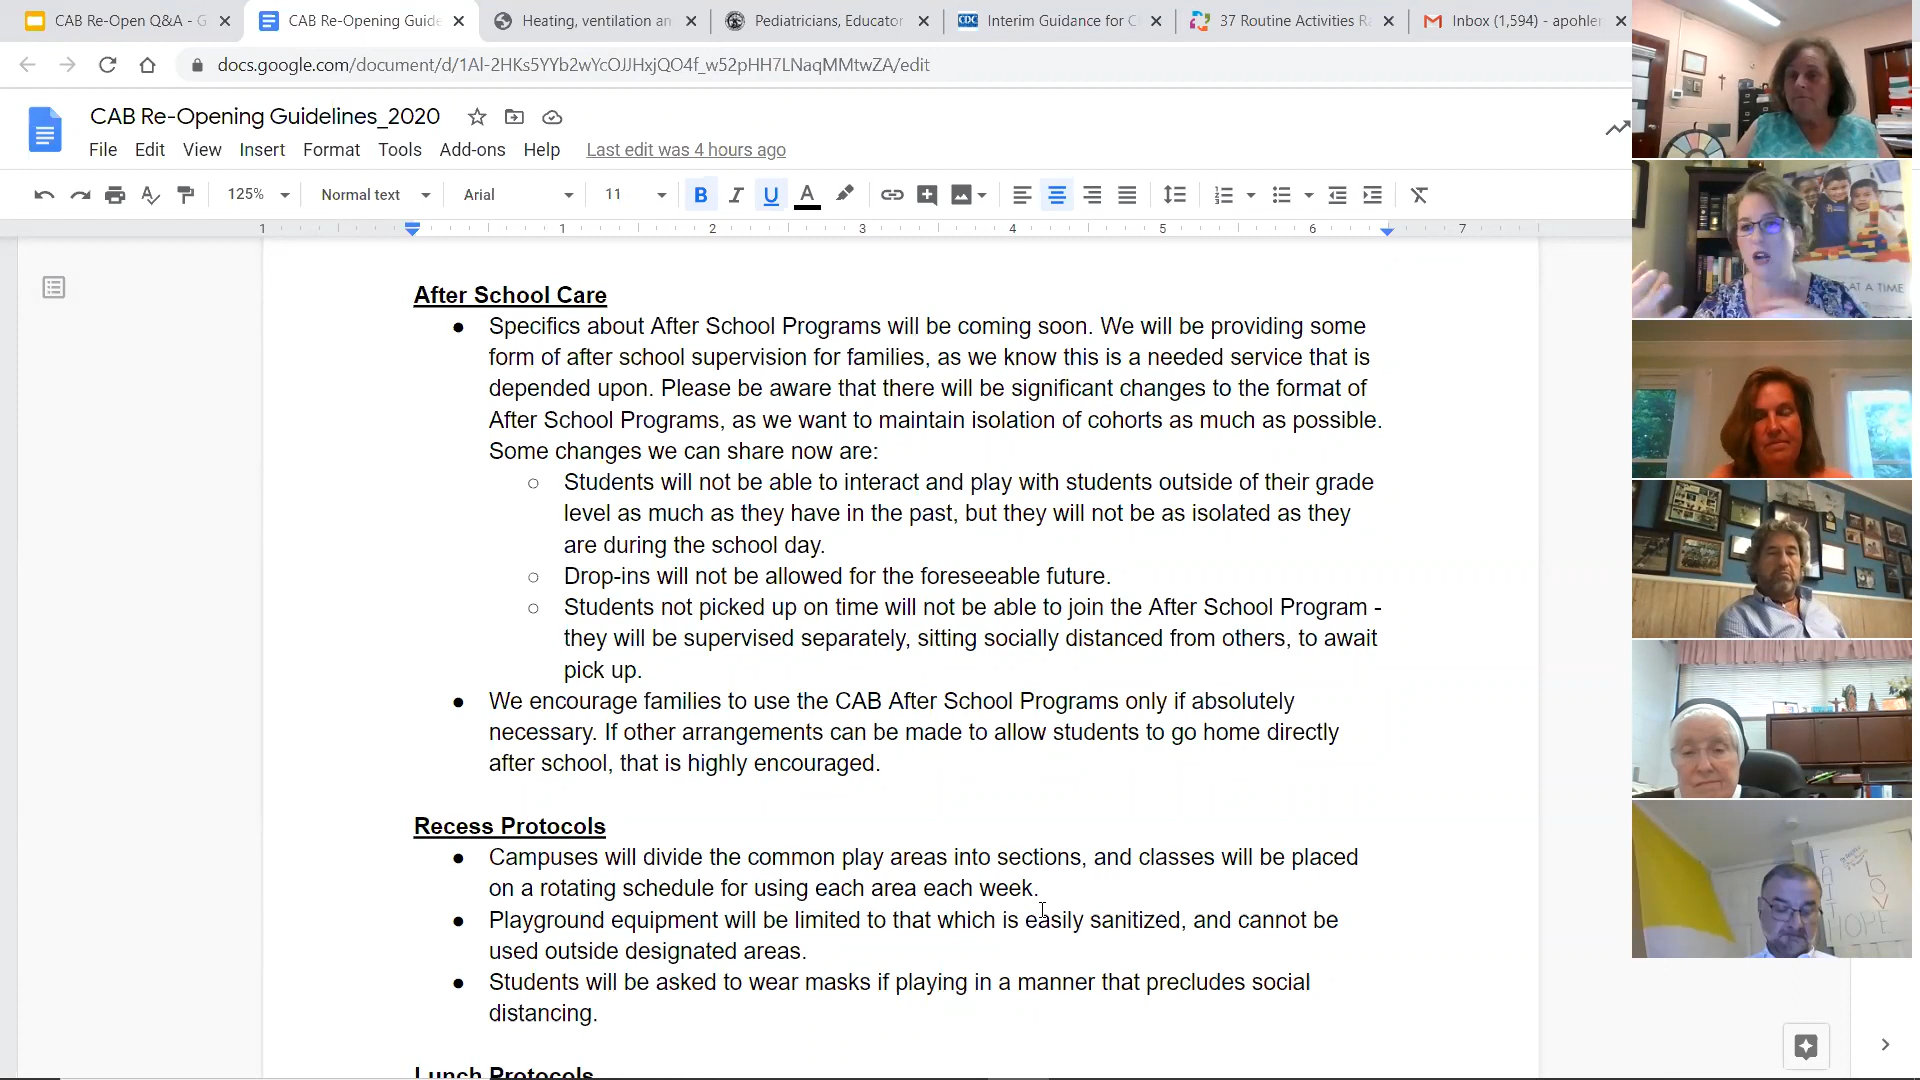 CAB Re-Open Q&A - G
CAB Re-Opening Guide
Heating, ventilation an
Pediatricians, Educator
CDC
Interim Guidance for C
37 Routine Activities R
Inbox (1,594) - apohler
docs.google.com/document/d/1Al-2HKs5YYb2wYcOJJHxjQO4f_w52pHH7LNaqMMtwZA/edit
CAB Re-Opening Guidelines_2020
File Edit View Insert Format Tools Add-ons Help Last edit was 4 hours ago
125% Normal text Arial 11 B I U A
1 1 2 3 4 5 6 7
After School Care
● Specifics about After School Programs will be coming soon. We will be providing some
form of after school supervision for families, as we know this is a needed service that is
depended upon. Please be aware that there will be significant changes to the format of
After School Programs, as we want to maintain isolation of cohorts as much as possible.
Some changes we can share now are:
○ Students will not be able to interact and play with students outside of their grade
level as much as they have in the past, but they will not be as isolated as they
are during the school day.
○ Drop-ins will not be allowed for the foreseeable future.
○ Students not picked up on time will not be able to join the After School Program -
they will be supervised separately, sitting socially distanced from others, to await
pick up.
● We encourage families to use the CAB After School Programs only if absolutely
necessary. If other arrangements can be made to allow students to go home directly
after school, that is highly encouraged.
Recess Protocols
● Campuses will divide the common play areas into sections, and classes will be placed
on a rotating schedule for using each area each week.
● Playground equipment will be limited to that which is easily sanitized, and cannot be
used outside designated areas.
● Students will be asked to wear masks if playing in a manner that precludes social
distancing.
Lunch Protocols
AT A TIME
FAIT
LOV
HOPE